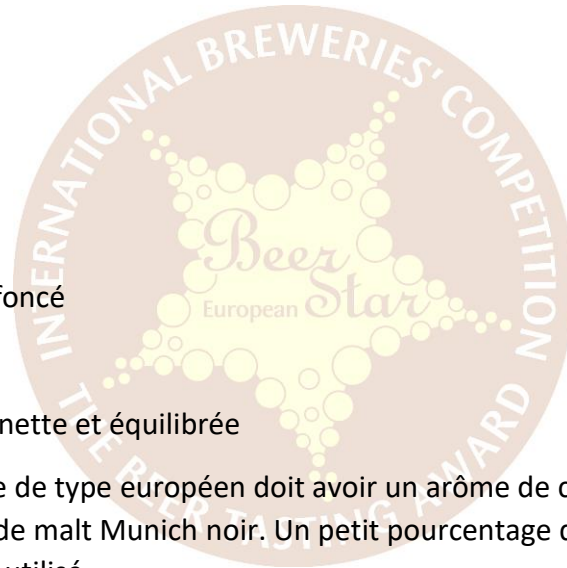 INTERNATIONAL BREWERIES' COMPETITION
Beer
European Star
foncé
nette et équilibrée
THE BEER TASTING AWARD
de type européen doit avoir un arôme de
de malt Munich noir. Un petit pourcentage
utilisé